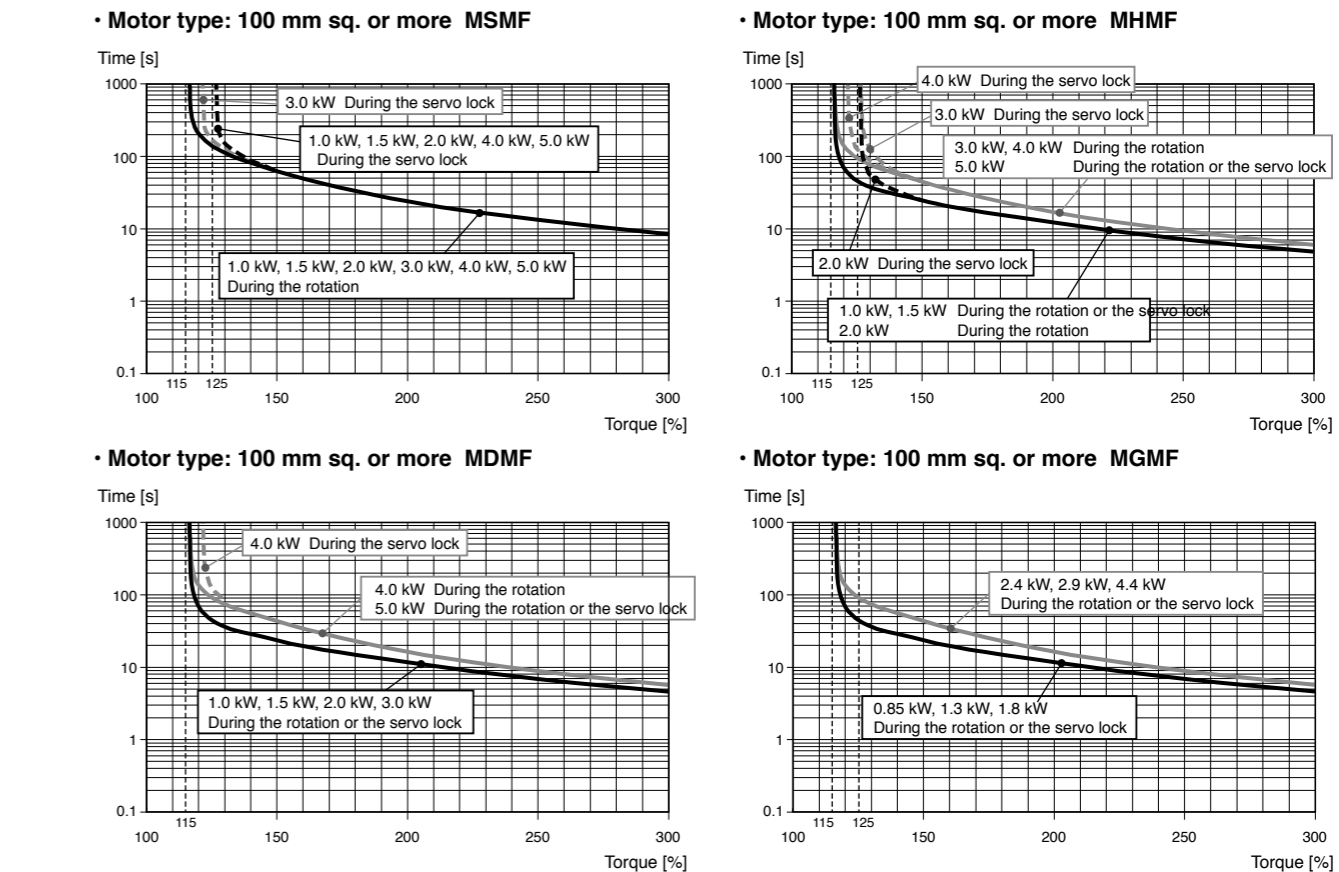 ・Motor type: 100 mm sq. or more MSMF
Time [s]
1000
100
10
1
0.1
3.0 kW During the servo lock
1.0 kW, 1.5 kW, 2.0 kW, 4.0 kW, 5.0 kW
During the servo lock
1.0 kW, 1.5 kW, 2.0 kW, 3.0 kW, 4.0 kW, 5.0 kW
During the rotation
115 125
100 150 200 250 300
Torque [%]
・Motor type: 100 mm sq. or more MHMF
Time [s]
1000
100
10
1
0.1
4.0 kW During the servo lock
3.0 kW During the servo lock
3.0 kW, 4.0 kW During the rotation
5.0 kW During the rotation or the servo lock
2.0 kW During the servo lock
1.0 kW, 1.5 kW During the rotation or the servo lock
2.0 kW During the rotation
115 125
100 150 200 250 300
Torque [%]
・Motor type: 100 mm sq. or more MDMF
Time [s]
1000
100
10
1
0.1
4.0 kW During the servo lock
4.0 kW During the rotation
5.0 kW During the rotation or the servo lock
1.0 kW, 1.5 kW, 2.0 kW, 3.0 kW
During the rotation or the servo lock
115
100 150 200 250 300
Torque [%]
・Motor type: 100 mm sq. or more MGMF
Time [s]
1000
100
10
1
0.1
2.4 kW, 2.9 kW, 4.4 kW
During the rotation or the servo lock
0.85 kW, 1.3 kW, 1.8 kW
During the rotation or the servo lock
115 125
100 150 200 250 300
Torque [%]